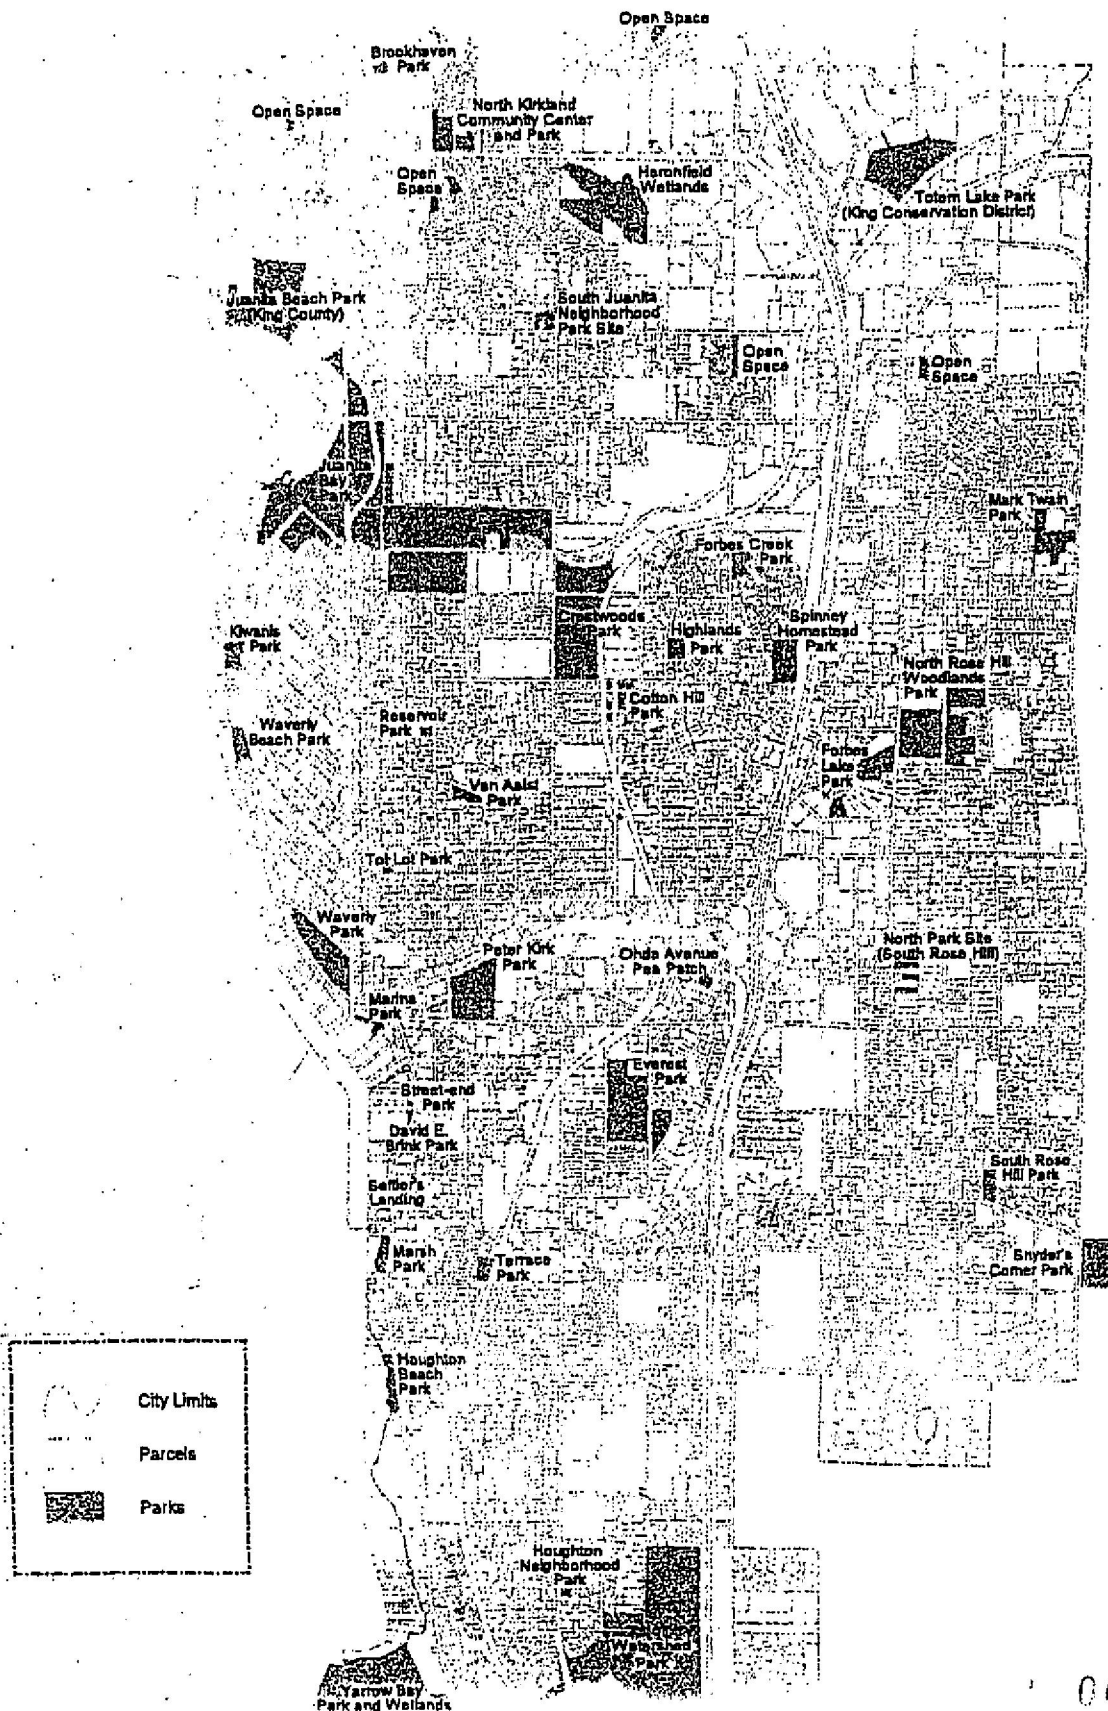 Open Space
Brookhaven
Park
Open Space
North Kirkland
Community Center
and Park
Open
Space
Heronfield
Wetlands
Totem Lake Park
(King Conservation District)
Juanita Beach Park
(King County)
South Juanita
Neighborhood
Park Site
Open
Space
Open
Space
Juanita
Bay
Park
Mark Twain
Park
Forbes Creek
Park
Kiwanis
Park
Crestwoods
Park
Highlands
Park
Spinney
Homestead
Park
North Rose Hill
Woodlands
Park
Cotton Hill
Park
Waverly
Beach Park
Reservoir
Park
Forbes
Lake
Park
Van Aalst
Park
Tot Lot Park
Waverly
Park
Peter Kirk
Park
Ohde Avenue
Pea Patch
North Park Site
(South Rose Hill)
Marina
Park
Everest
Park
Street-end
Park
David E.
Brink Park
South Rose
Hill Park
Settler's
Landing
Marsh
Park
Terrace
Park
Snyder's
Corner Park
Houghton
Beach
Park
City Limits
Parcels
Parks
Houghton
Neighborhood
Park
Watershed
Park
Yarrow Bay
Park and Wetlands